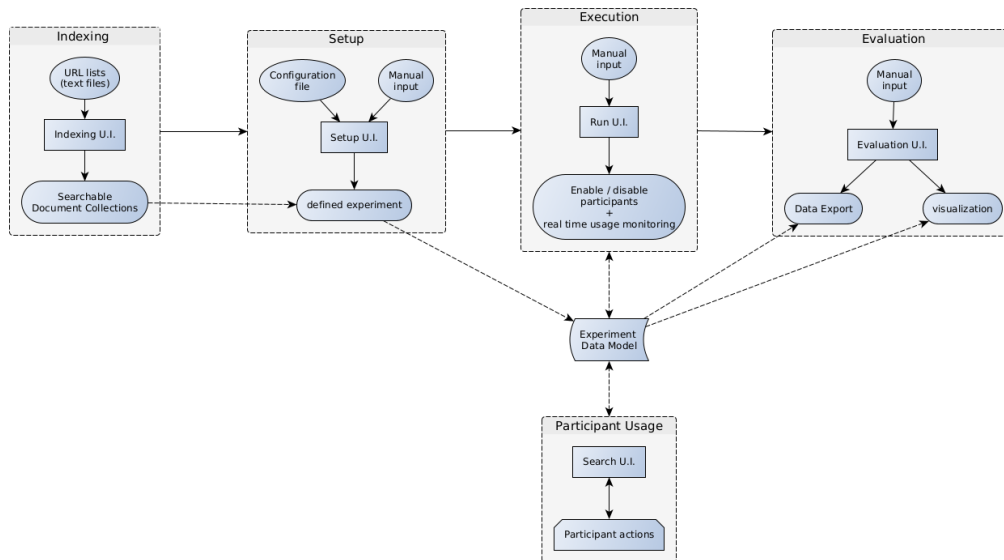 Indexing
URL lists
(text files)
Indexing U.I.
Searchable
Document Collections
Setup
Configuration
file
Manual
input
Setup U.I.
defined experiment
Execution
Manual
input
Run U.I.
Enable / disable
participants
+
real time usage monitoring
Evaluation
Manual
input
Evaluation U.I.
Data Export
visualization
Experiment
Data Model
Participant Usage
Search U.I.
Participant actions